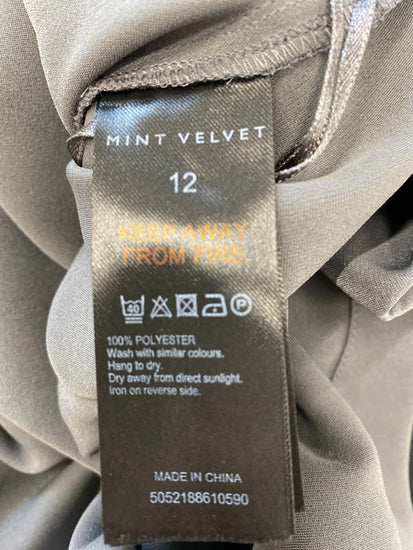 MINT VELVET
12
KEEP AWAY
FROM FIRE
40 P
100% POLYESTER
Wash with similar colours.
Hang to dry.
Dry away from direct sunlight.
Iron on reverse side.
MADE IN CHINA
5052188610590